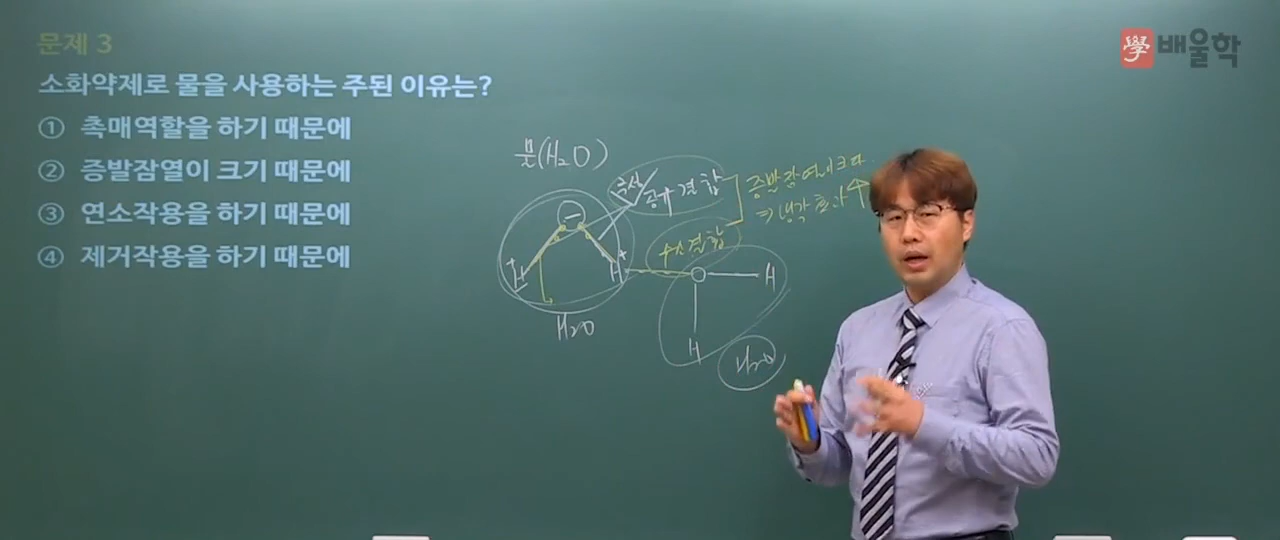 문제 3
소화약제로 물을 사용하는 주된 이유는?
① 촉매역할을 하기 때문에
② 증발잠열이 크기 때문에
③ 연소작용을 하기 때문에
④ 제거작용을 하기 때문에
學 배울학
물(H₂O)
극성
공유결합
수소결합
증발잠열이 크다.
⇒ 냉각효과↑
−
+
H
+
H
H₂O
O
H
H
H₂O